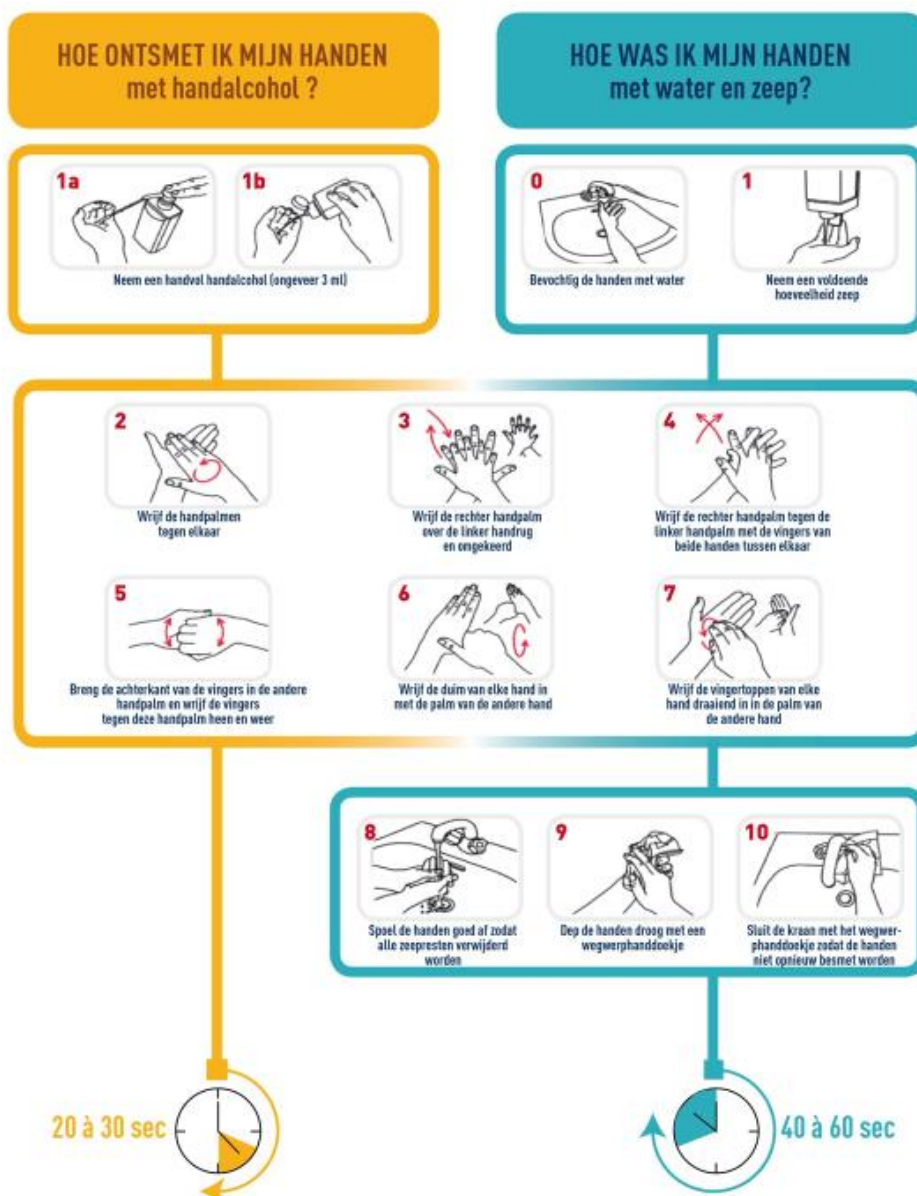 HOE ONTSMET IK MIJN HANDEN
met handalcohol ?
HOE WAS IK MIJN HANDEN
met water en zeep?
1a
1b
Neem een handvol handalcohol (ongeveer 3 ml)
0
Bevochtig de handen met water
1
Neem een voldoende
hoeveelheid zeep
2
Wrijf de handpalmen
tegen elkaar
3
Wrijf de rechter handpalm
over de linker handrug
en omgekeerd
4
Wrijf de rechter handpalm tegen de
linker handpalm met de vingers van
beide handen tussen elkaar
5
Breng de achterkant van de vingers in de andere
handpalm en wrijf de vingers
tegen deze handpalm heen en weer
6
Wrijf de duim van elke hand in
met de palm van de andere hand
7
Wrijf de vingertoppen van elke
hand draaiend in in de palm van
de andere hand
8
Spoel de handen goed af zodat
alle zeepresten verwijderd
worden
9
Dep de handen droog met een
wegwerphanddoekje
10
Sluit de kraan met het wegwer-
phanddoekje zodat de handen
niet opnieuw besmet worden
20 à 30 sec
40 à 60 sec